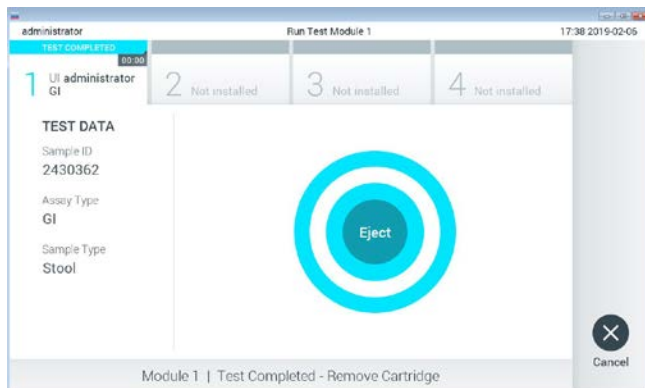 administrator Run Test Module 1 17:38 2019-02-06
TEST COMPLETED
00:00
1 UI administrator
GI
2 Not installed
3 Not installed
4 Not installed
TEST DATA
Sample ID
2430362
Assay Type
GI
Sample Type
Stool
Eject
Cancel
Module 1 | Test Completed - Remove Cartridge